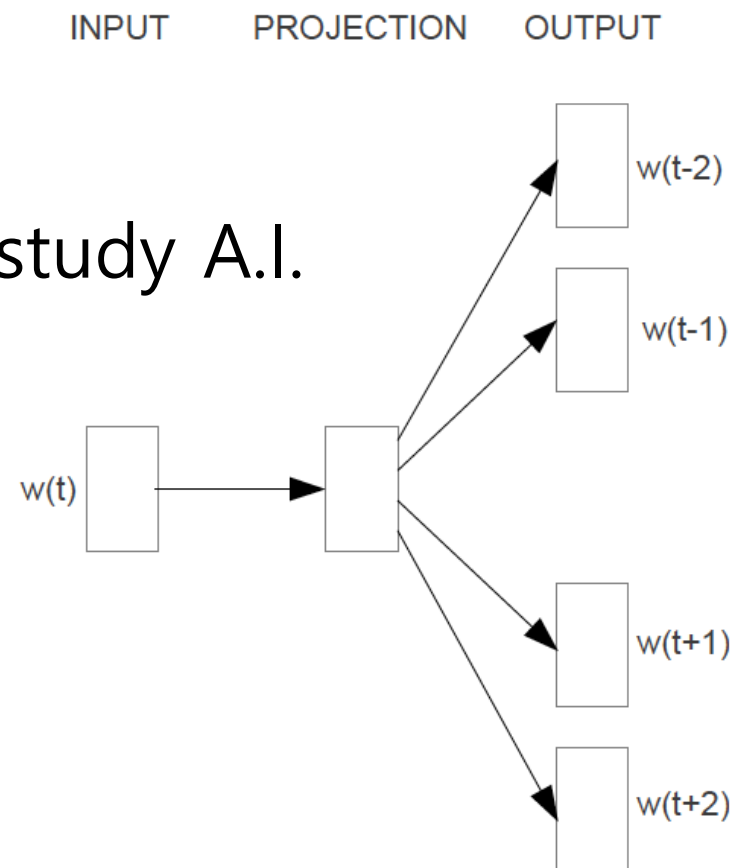 INPUT PROJECTION OUTPUT
w(t-2)
study A.I.
w(t-1)
w(t)
w(t+1)
w(t+2)